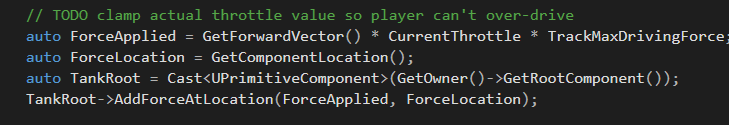 // TODO clamp actual throttle value so player can't over-drive
auto ForceApplied = GetForwardVector() * CurrentThrottle * TrackMaxDrivingForce;
auto ForceLocation = GetComponentLocation();
auto TankRoot = Cast<UPrimitiveComponent>(GetOwner()->GetRootComponent());
TankRoot->AddForceAtLocation(ForceApplied, ForceLocation);